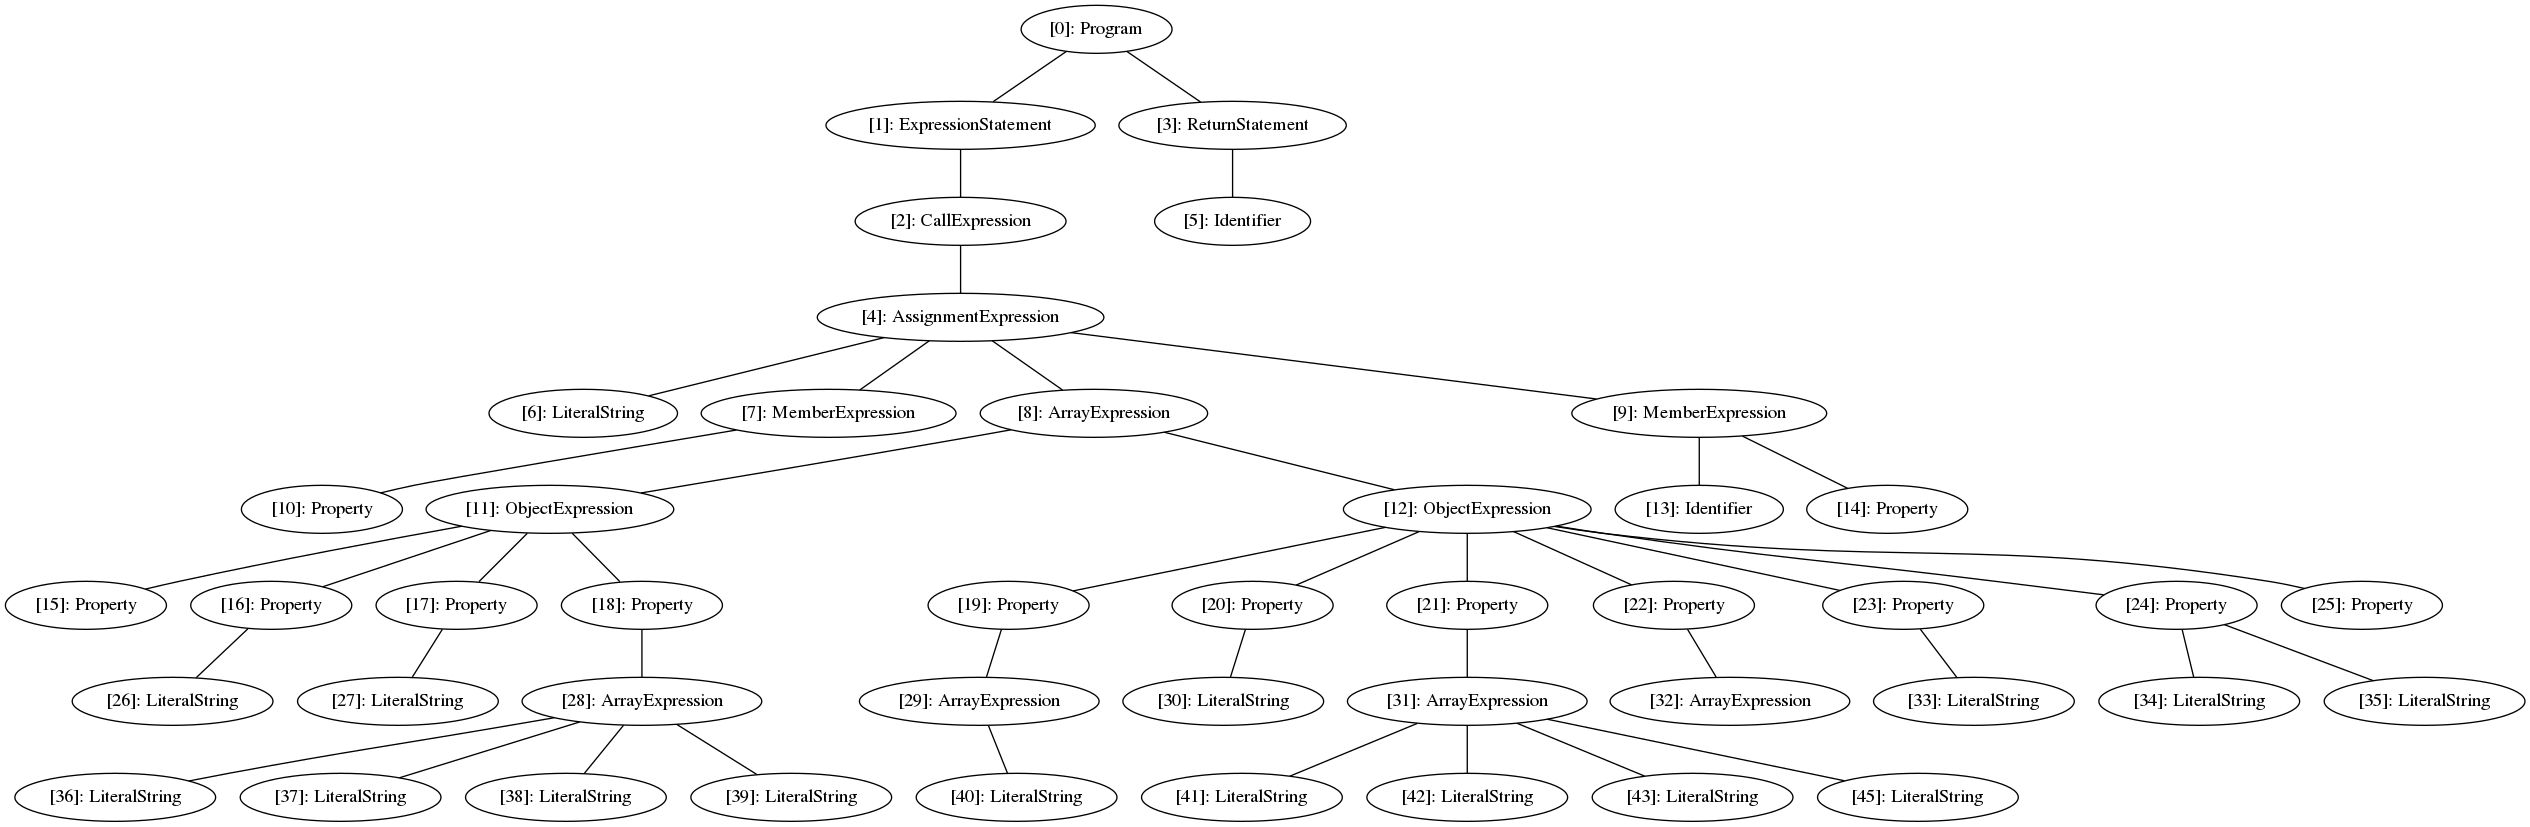 [0]: Program
[1]: ExpressionStatement
[3]: ReturnStatement
[2]: CallExpression
[5]: Identifier
[4]: AssignmentExpression
[6]: LiteralString
[7]: MemberExpression
[8]: ArrayExpression
[9]: MemberExpression
[10]: Property
[11]: ObjectExpression
[12]: ObjectExpression
[13]: Identifier
[14]: Property
[15]: Property
[16]: Property
[17]: Property
[18]: Property
[19]: Property
[20]: Property
[21]: Property
[22]: Property
[23]: Property
[24]: Property
[25]: Property
[26]: LiteralString
[27]: LiteralString
[28]: ArrayExpression
[29]: ArrayExpression
[30]: LiteralString
[31]: ArrayExpression
[32]: ArrayExpression
[33]: LiteralString
[34]: LiteralString
[35]: LiteralString
[36]: LiteralString
[37]: LiteralString
[38]: LiteralString
[39]: LiteralString
[40]: LiteralString
[41]: LiteralString
[42]: LiteralString
[43]: LiteralString
[45]: LiteralString